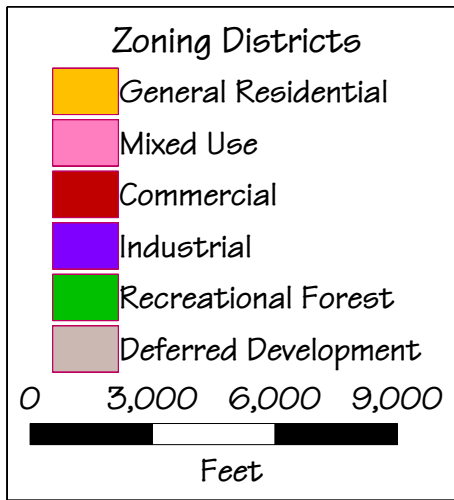 Zoning Districts
General Residential
Mixed Use
Commercial
Industrial
Recreational Forest
Deferred Development
0 3,000 6,000 9,000
Feet